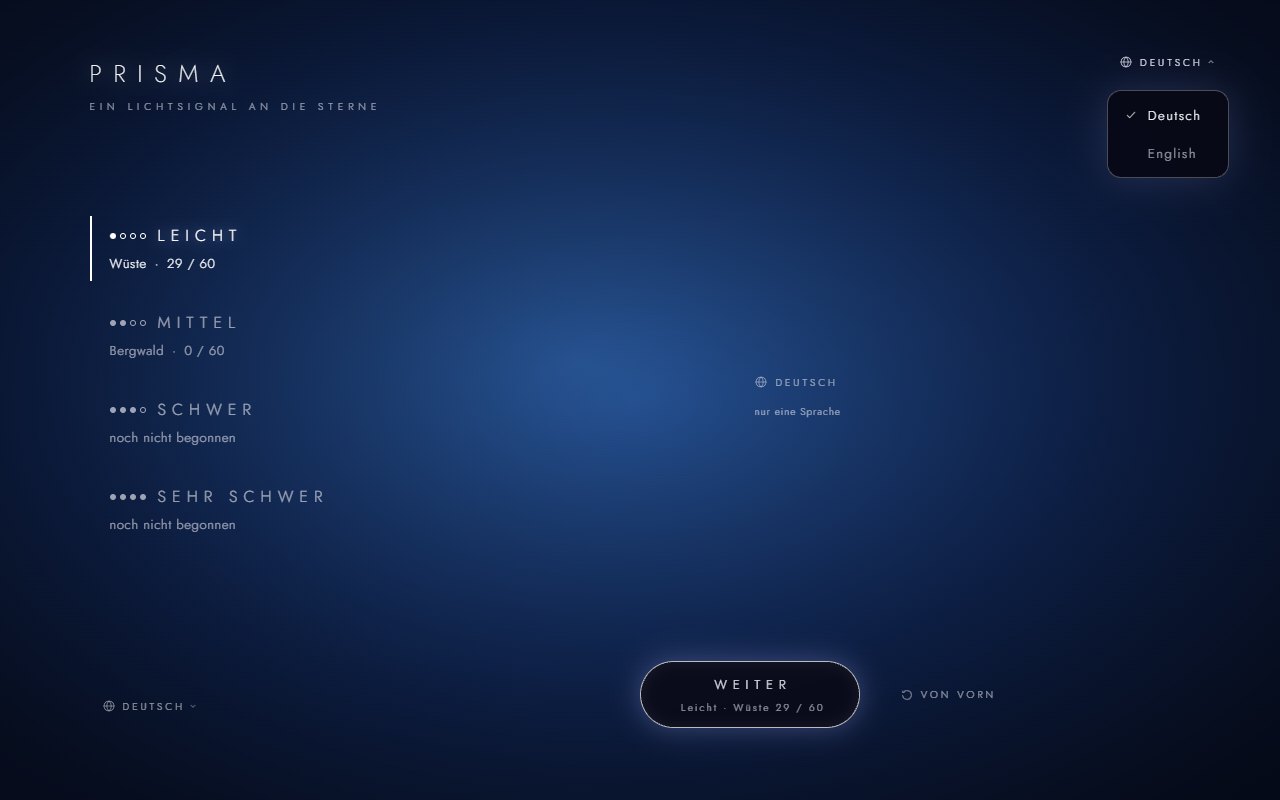 PRISMA
EIN LICHTSIGNAL AN DIE STERNE
DEUTSCH
Deutsch
English
LEICHT
Wüste · 29 / 60
MITTEL
Bergwald · 0 / 60
SCHWER
noch nicht begonnen
SEHR SCHWER
noch nicht begonnen
DEUTSCH
nur eine Sprache
WEITER
Leicht · Wüste 29 / 60
VON VORN
DEUTSCH